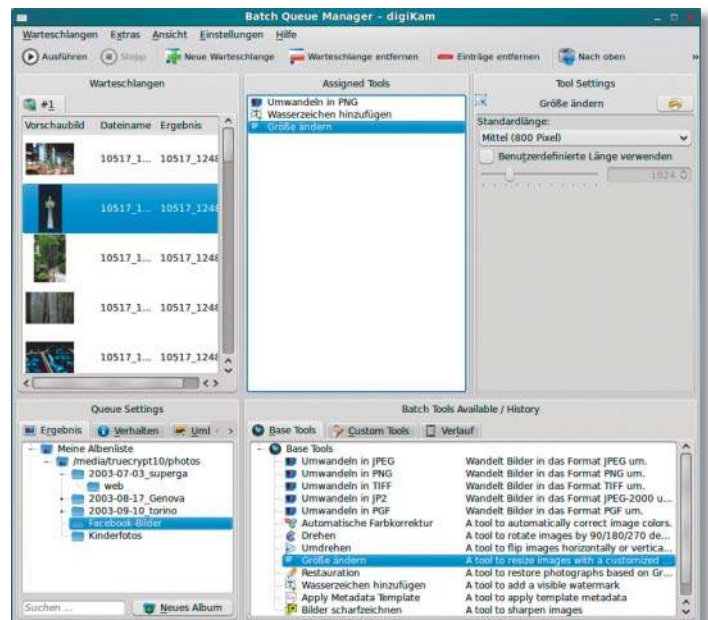 Batch Queue Manager – digiKam
Warteschlangen Extras Ansicht Einstellungen Hilfe
Ausführen Stopp Neue Warteschlange Warteschlange entfernen Einträge entfernen Nach oben »
Warteschlangen
#1
Vorschaubild Dateiname Ergebnis
10517_1... 10517_1248
10517_1... 10517_1248
10517_1... 10517_1248
10517_1... 10517_1248
10517_1... 10517_1248
Assigned Tools
Umwandeln in PNG
Wasserzeichen hinzufügen
Größe ändern
Tool Settings
Größe ändern
Standardlänge:
Mittel (800 Pixel)
Benutzerdefinierte Länge verwenden
1024
Queue Settings
Ergebnis Verhalten Uml
Meine Albenliste
/media/truecrypt10/photos
2003-07-03_superga
web
2003-08-17_Genova
2003-09-10_torino
Facebook-Bilder
Kinderfotos
Suchen ... Neues Album
Batch Tools Available / History
Base Tools Custom Tools Verlauf
Base Tools
Umwandeln in JPEG Wandelt Bilder in das Format JPEG um.
Umwandeln in PNG Wandelt Bilder in das Format PNG um.
Umwandeln in TIFF Wandelt Bilder in das Format TIFF um.
Umwandeln in JP2 Wandelt Bilder in das Format JPEG-2000 u...
Umwandeln in PGF Wandelt Bilder in das Format PGF um.
Automatische Farbkorrektur A tool to automatically correct image colors.
Drehen A tool to rotate images by 90/180/270 de...
Umdrehen A tool to flip images horizontally or vertica...
Größe ändern A tool to resize images with a customized ...
Restauration A tool to restore photographs based on Gr...
Wasserzeichen hinzufügen A tool to add a visible watermark
Apply Metadata Template A tool to apply template metadata
Bilder scharfzeichnen A tool to sharpen images